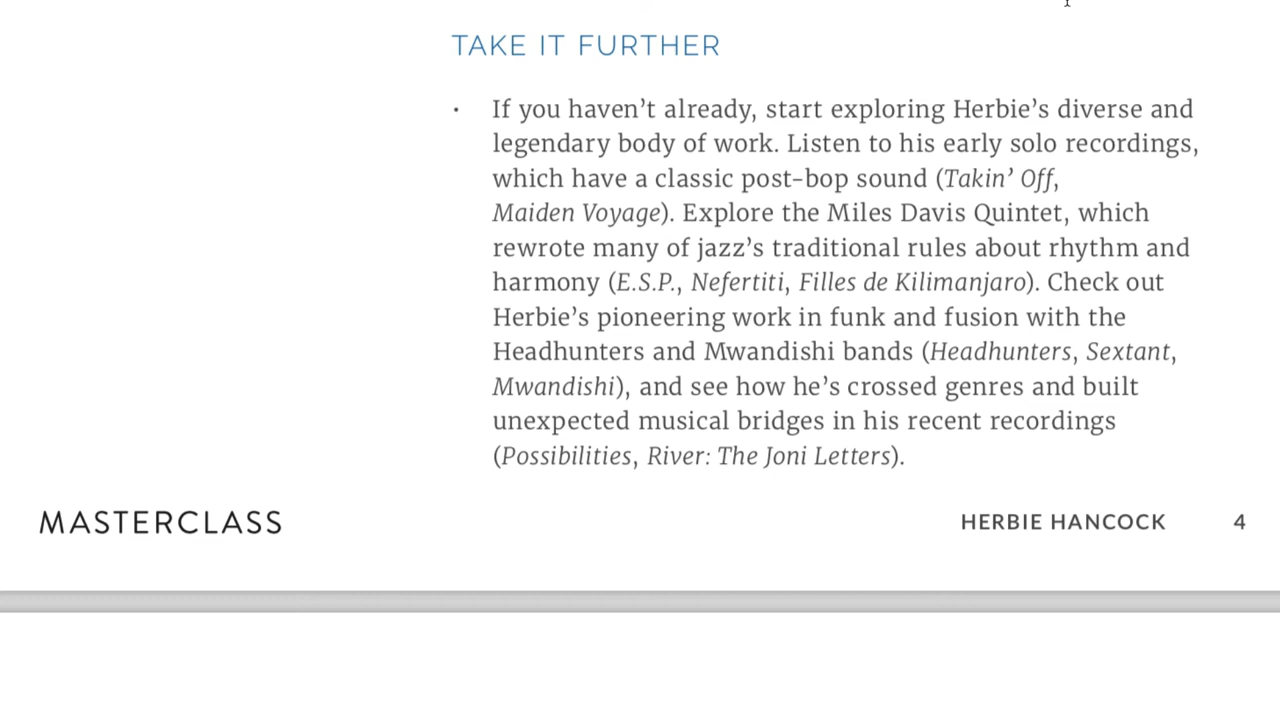 TAKE IT FURTHER
• If you haven’t already, start exploring Herbie’s diverse and
legendary body of work. Listen to his early solo recordings,
which have a classic post-bop sound (Takin’ Off,
Maiden Voyage). Explore the Miles Davis Quintet, which
rewrote many of jazz’s traditional rules about rhythm and
harmony (E.S.P., Nefertiti, Filles de Kilimanjaro). Check out
Herbie’s pioneering work in funk and fusion with the
Headhunters and Mwandishi bands (Headhunters, Sextant,
Mwandishi), and see how he’s crossed genres and built
unexpected musical bridges in his recent recordings
(Possibilities, River: The Joni Letters).
MASTERCLASS HERBIE HANCOCK 4